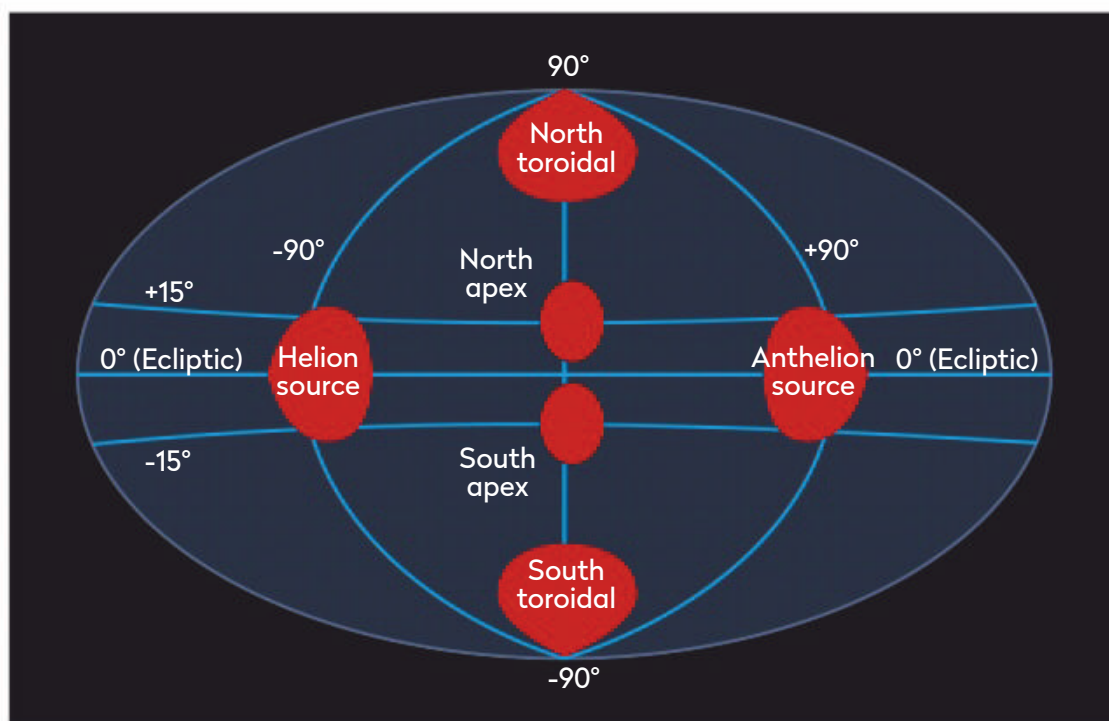 90°
North
toroidal
-90°
+90°
North
apex
+15°
0° (Ecliptic)
Helion
source
Anthelion
source
0° (Ecliptic)
-15°
South
apex
South
toroidal
-90°